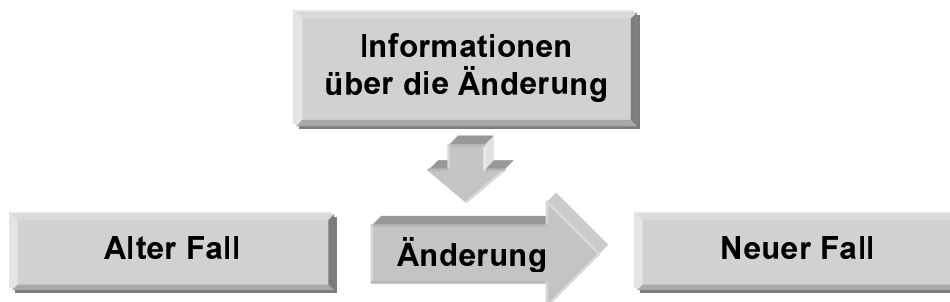 Informationen
über die Änderung
Alter Fall
Änderung
Neuer Fall